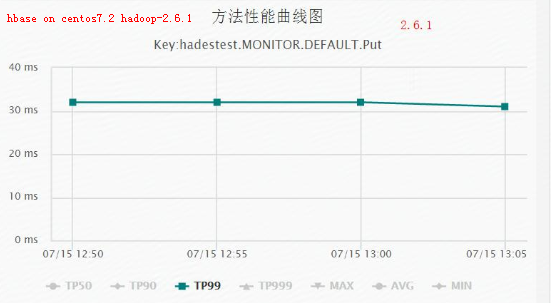 hbase on centos7.2 hadoop-2.6.1 方法性能曲线图
2.6.1
Key:hadestest.MONITOR.DEFAULT.Put
40 ms
30 ms
20 ms
10 ms
0 ms
07/15 12:50 07/15 12:55 07/15 13:00 07/15 13:05
TP50 TP90 TP99 TP999 MAX AVG MIN